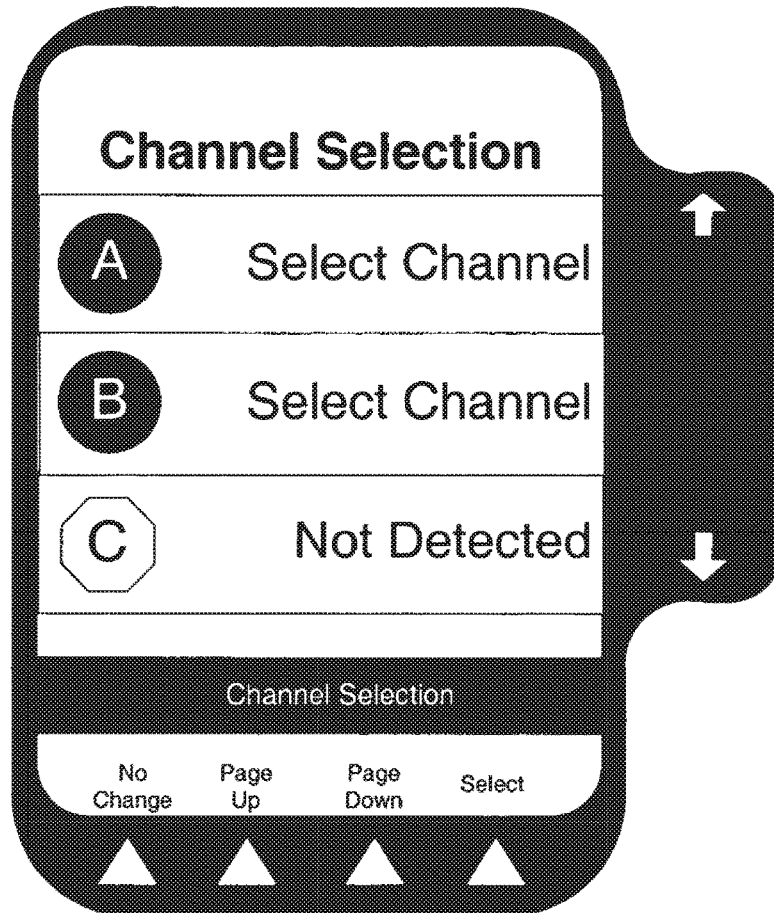 Channel Selection
A Select Channel
B Select Channel
C Not Detected
Channel Selection
No Change
Page Up
Page Down
Select